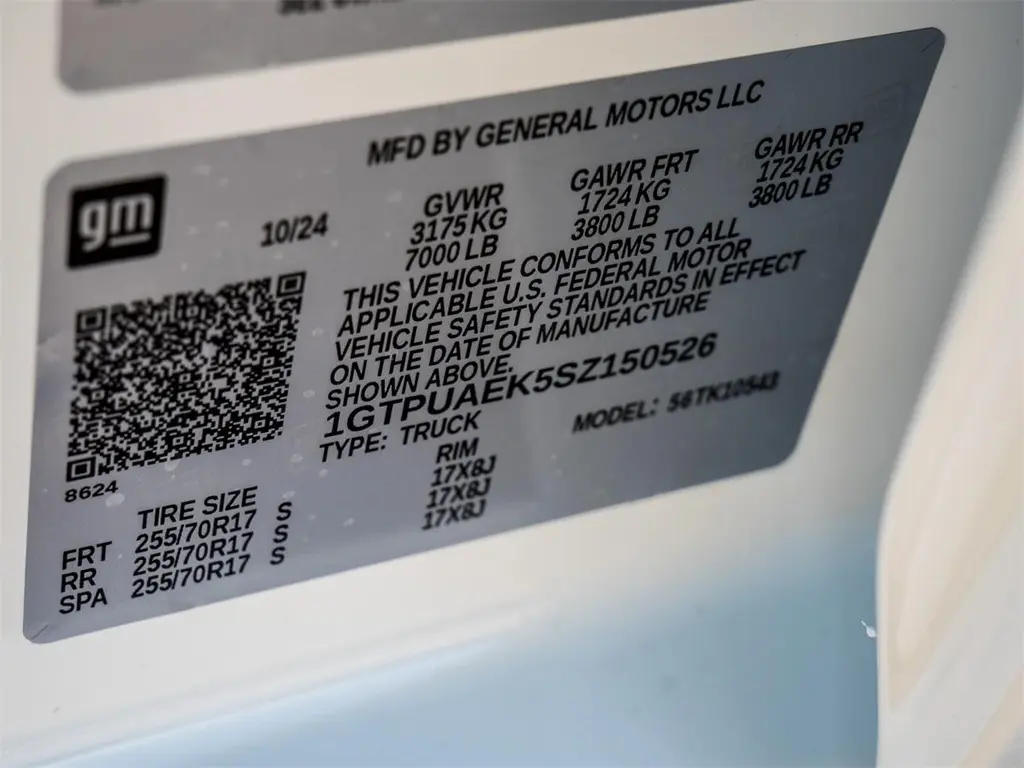 MFD BY GENERAL MOTORS LLC
gm
10/24
GVWR
3175 KG
7000 LB
GAWR FRT
1724 KG
3800 LB
GAWR RR
1724 KG
3800 LB
THIS VEHICLE CONFORMS TO ALL
APPLICABLE U.S. FEDERAL MOTOR
VEHICLE SAFETY STANDARDS IN EFFECT
ON THE DATE OF MANUFACTURE
SHOWN ABOVE.
1GTPUAEK5SZ150526
TYPE: TRUCK
MODEL: 56TK10543
8624
TIRE SIZE RIM
FRT 255/70R17 S 17X8J
RR 255/70R17 S 17X8J
SPA 255/70R17 S 17X8J